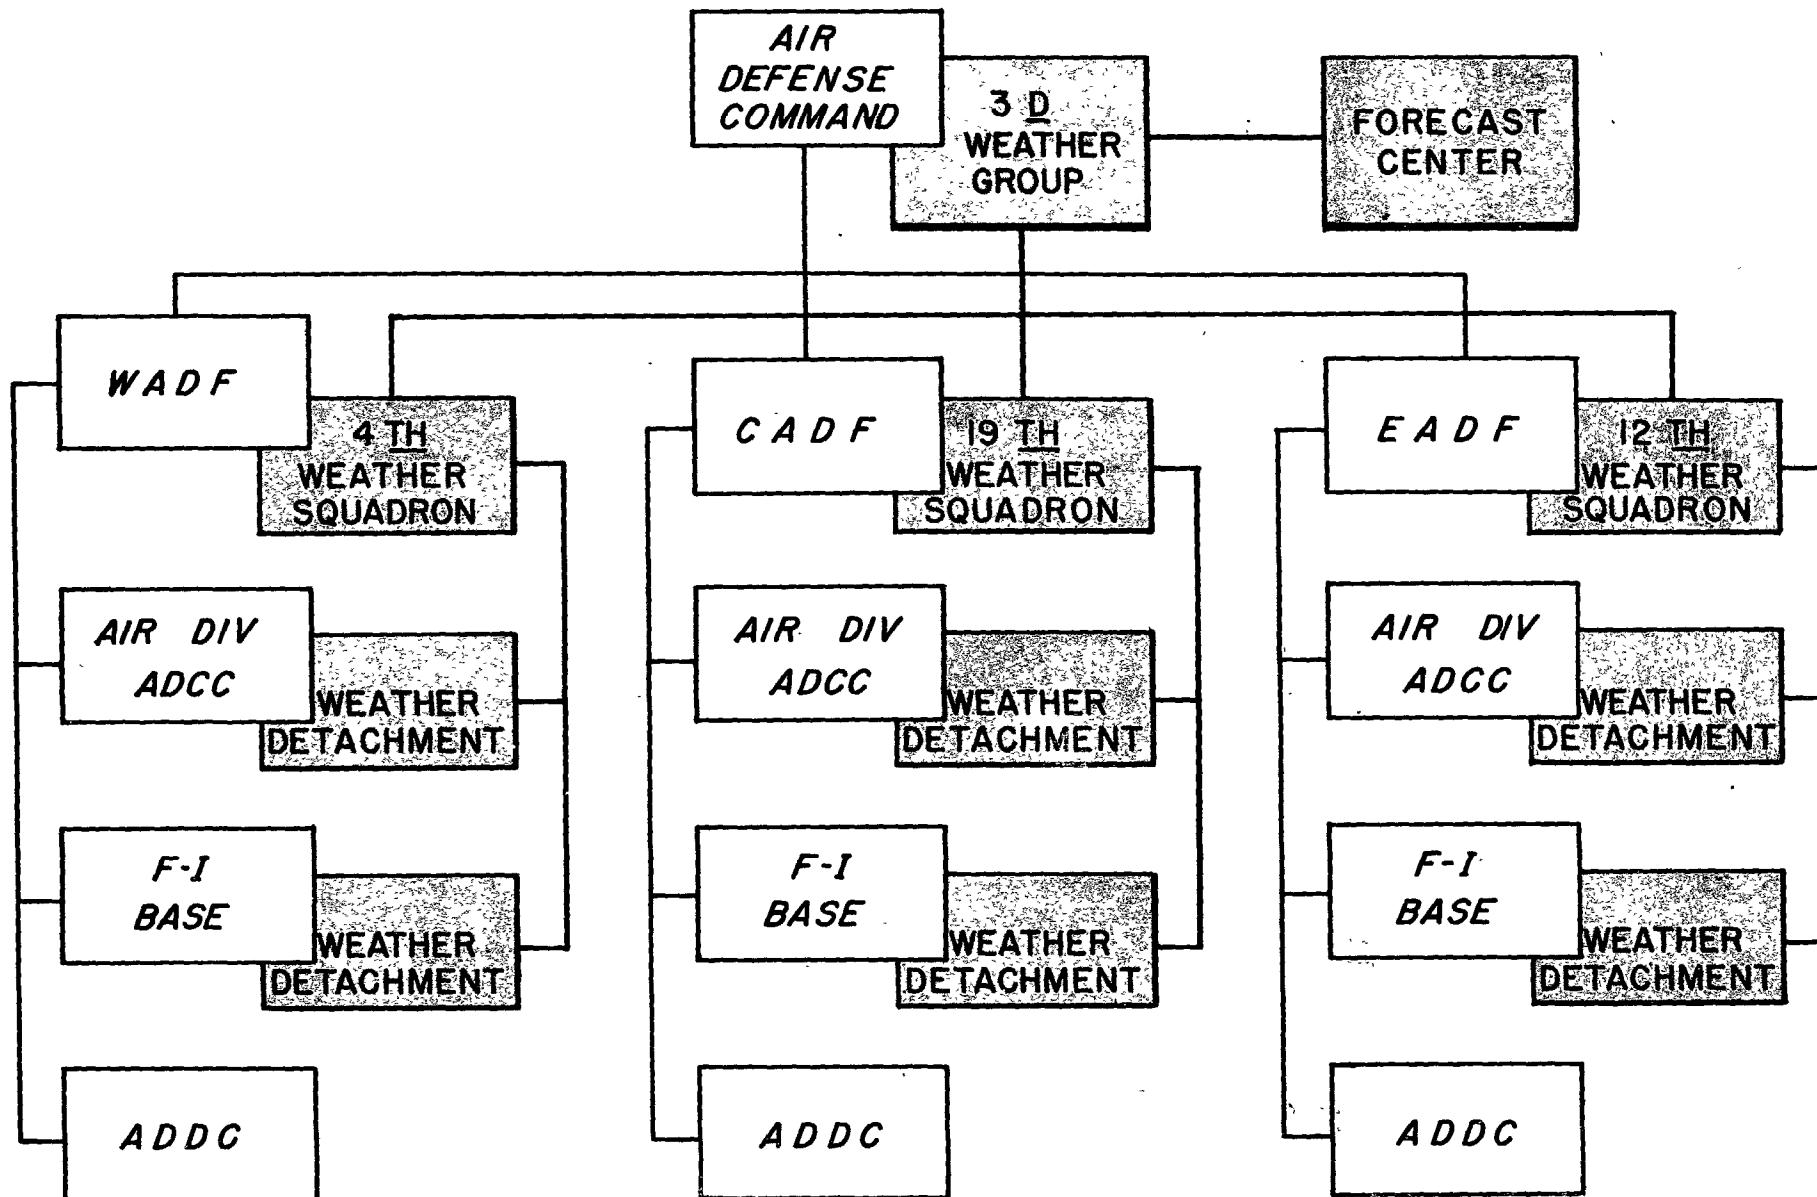 AIR
DEFENSE
COMMAND
3 D
WEATHER
GROUP
FORECAST
CENTER
WADF
4 TH
WEATHER
SQUADRON
CADF
19 TH
WEATHER
SQUADRON
EADF
12 TH
WEATHER
SQUADRON
AIR DIV
ADCC
WEATHER
DETACHMENT
AIR DIV
ADCC
WEATHER
DETACHMENT
AIR DIV
ADCC
WEATHER
DETACHMENT
F-I
BASE
WEATHER
DETACHMENT
F-I
BASE
WEATHER
DETACHMENT
F-I
BASE
WEATHER
DETACHMENT
ADDC
ADDC
ADDC